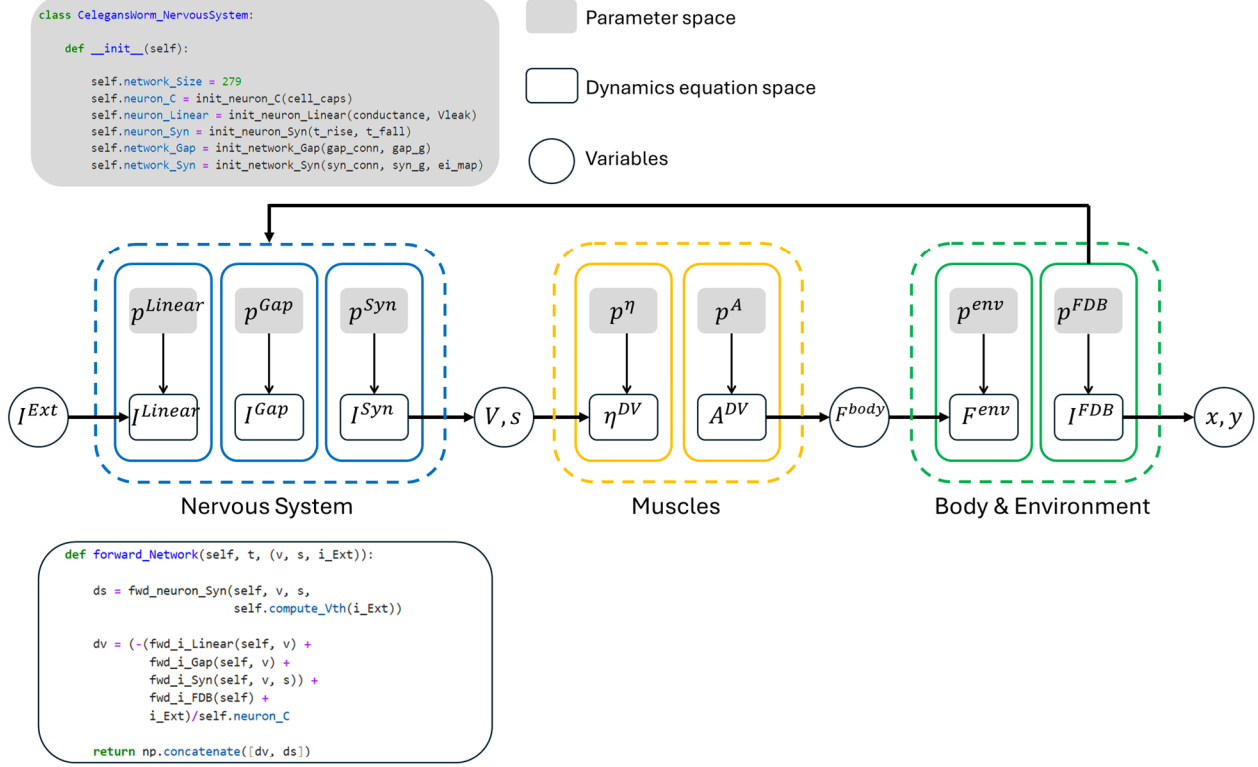 class CelegansWorm_NervousSystem:
def __init__(self):
self.network_Size = 279
self.neuron_C = init_neuron_C(cell_caps)
self.neuron_Linear = init_neuron_Linear(conductance, Vleak)
self.neuron_Syn = init_neuron_Syn(t_rise, t_fall)
self.network_Gap = init_network_Gap(gap_conn, gap_g)
self.network_Syn = init_network_Syn(syn_conn, syn_g, ei_map)
Parameter space
Dynamics equation space
Variables
p^{Linear} p^{Gap} p^{Syn} p^{η} p^{A} p^{env} p^{FDB}
I^{Ext} I^{Linear} I^{Gap} I^{Syn} V, s η^{DV} A^{DV} F^{body} F^{env} I^{FDB} x, y
Nervous System Muscles Body & Environment
def forward_Network(self, t, (v, s, i_Ext)):
ds = fwd_neuron_Syn(self, v, s,
self.compute_Vth(i_Ext))
dv = (-(fwd_i_Linear(self, v) +
fwd_i_Gap(self, v) +
fwd_i_Syn(self, v, s)) +
fwd_i_FDB(self) +
i_Ext)/self.neuron_C
return np.concatenate([dv, ds])